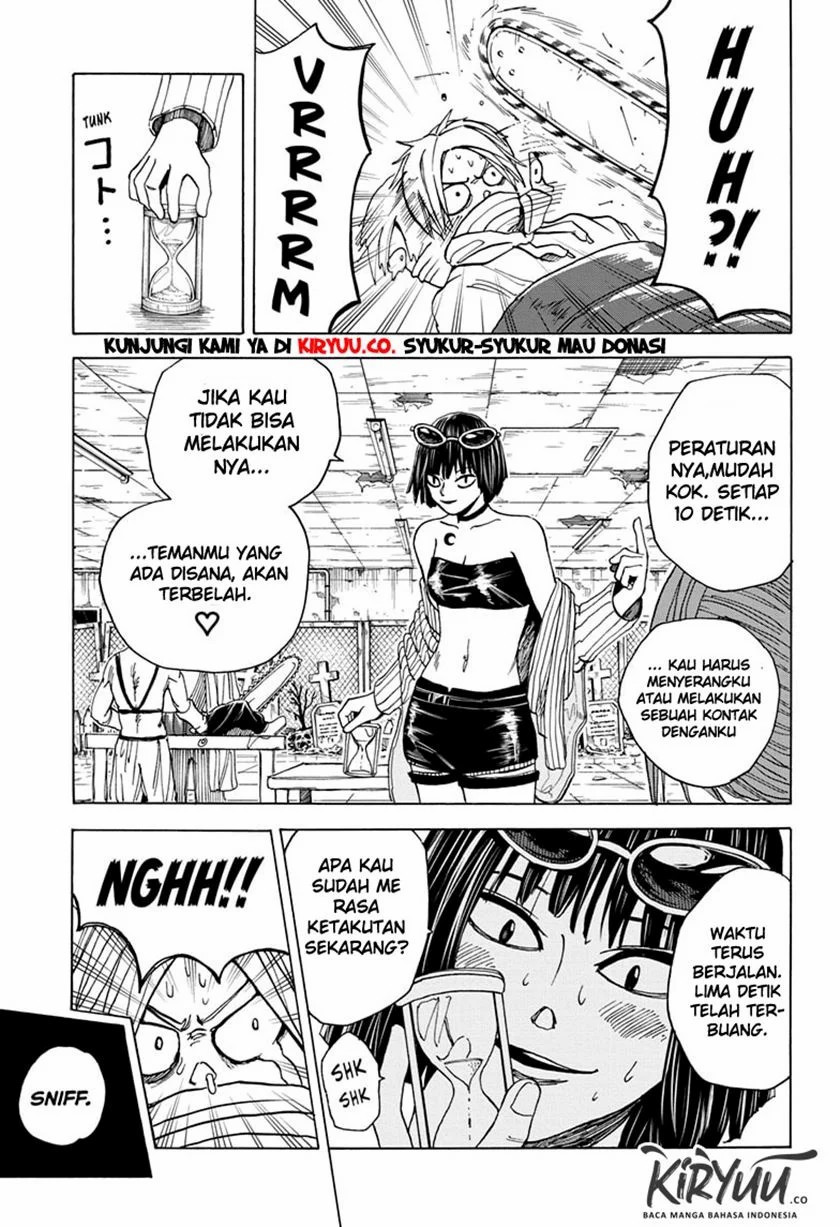 HUH?!
VRRRRM
TUNK
コト...
KUNJUNGI KAMI YA DI KIRYUU.CO. SYUKUR-SYUKUR MAU DONASI
PERATURAN
NYA,MUDAH
KOK. SETIAP
10 DETIK...
... KAU HARUS
MENYERANGKU
ATAU MELAKUKAN
SEBUAH KONTAK
DENGANKU
JIKA KAU
TIDAK BISA
MELAKUKAN
NYA...
...TEMANMU YANG
ADA DISANA, AKAN
TERBELAH.
♡
WAKTU
TERUS
BERJALAN.
LIMA DETIK
TELAH TER-
BUANG.
APA KAU
SUDAH ME
RASA
KETAKUTAN
SEKARANG?
SHK
SHK
NGHH!!
SNIFF.
KIRYUU.CO
BACA MANGA BAHASA INDONESIA